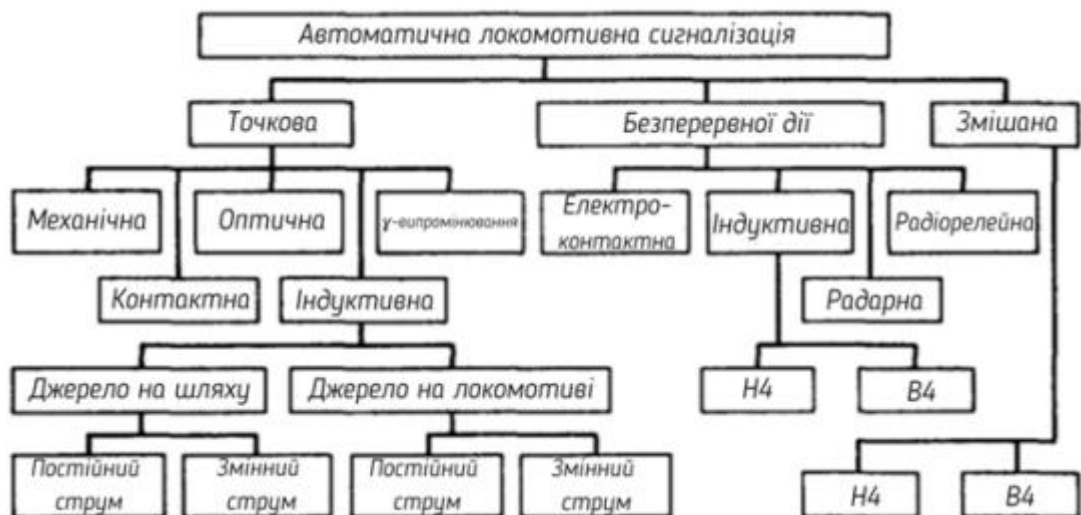 Автоматична локомотивна сигналізація
Точкова
Безперервної дії
Змішана
Механічна
Оптична
γ-випромінювання
Електро-
контактна
Індуктивна
Радіорелейна
Контактна
Індуктивна
Радарна
Джерело на шляху
Джерело на локомотиві
Н4
В4
Постійний
струм
Змінний
струм
Постійний
струм
Змінний
струм
Н4
В4